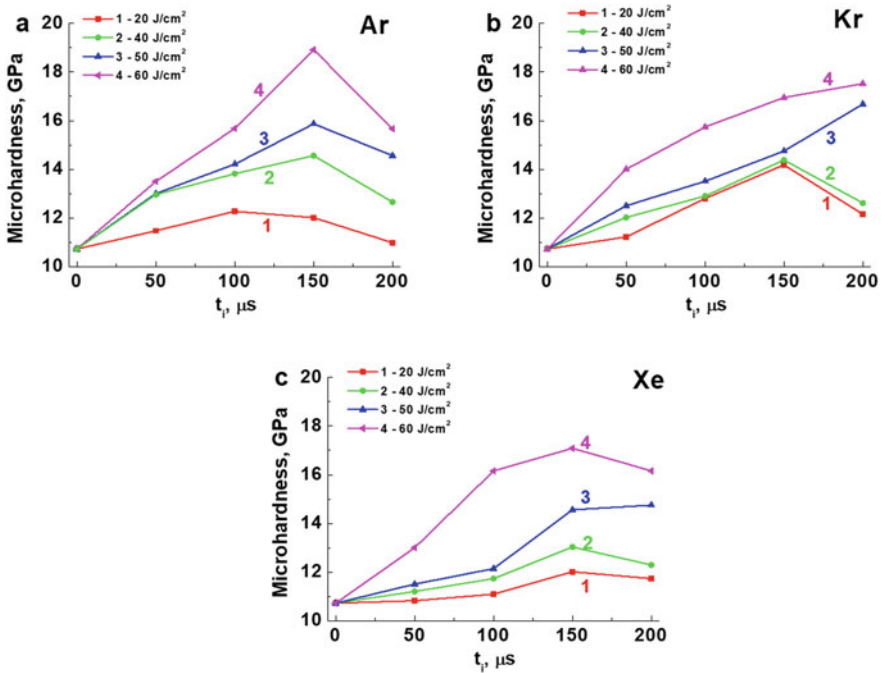 a
1 - 20 J/cm²
2 - 40 J/cm²
3 - 50 J/cm²
4 - 60 J/cm²
Ar
Microhardness, GPa
20
18
16
14
12
10
4
3
2
1
0 50 100 150 200
tᵢ, μs
b
1 - 20 J/cm²
2 - 40 J/cm²
3 - 50 J/cm²
4 - 60 J/cm²
Kr
Microhardness, GPa
20
18
16
14
12
10
4
3
2
1
0 50 100 150 200
tᵢ, μs
c
1 - 20 J/cm²
2 - 40 J/cm²
3 - 50 J/cm²
4 - 60 J/cm²
Xe
Microhardness, GPa
20
18
16
14
12
10
4
3
2
1
0 50 100 150 200
tᵢ, μs